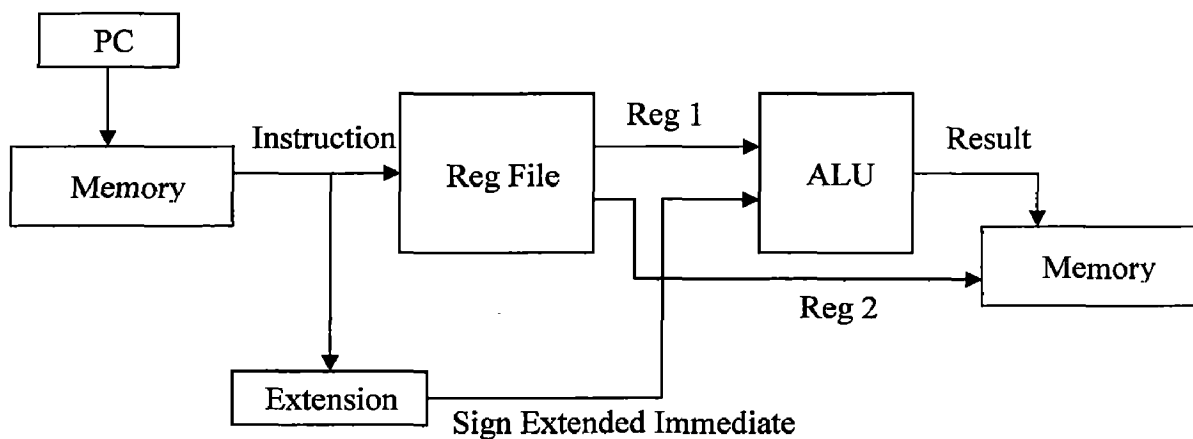 PC
Instruction
Memory
Reg File
Reg 1
ALU
Result
Memory
Reg 2
Extension
Sign Extended Immediate